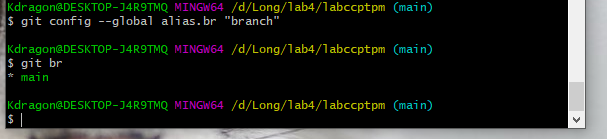 Kdragon@DESKTOP-J4R9TMQ MINGW64 /d/Long/lab4/labccptpm (main)
$ git config --global alias.br "branch"
Kdragon@DESKTOP-J4R9TMQ MINGW64 /d/Long/lab4/labccptpm (main)
$ git br
* main
Kdragon@DESKTOP-J4R9TMQ MINGW64 /d/Long/lab4/labccptpm (main)
$